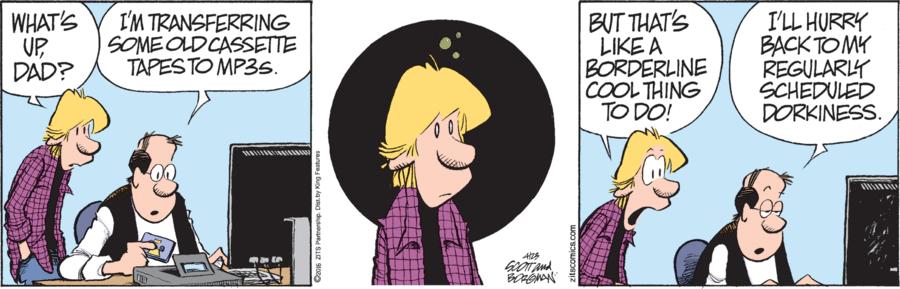 WHAT'S
UP,
DAD?
I'M TRANSFERRING
SOME OLD CASSETTE
TAPES TO MP3s.
©2016 ZITS Partnership. Dist. by King Features
4/23
SCOTT and
BORGMAN
BUT THAT'S
LIKE A
BORDERLINE
COOL THING
TO DO!
I'LL HURRY
BACK TO MY
REGULARLY
SCHEDULED
DORKINESS.
zitscomics.com